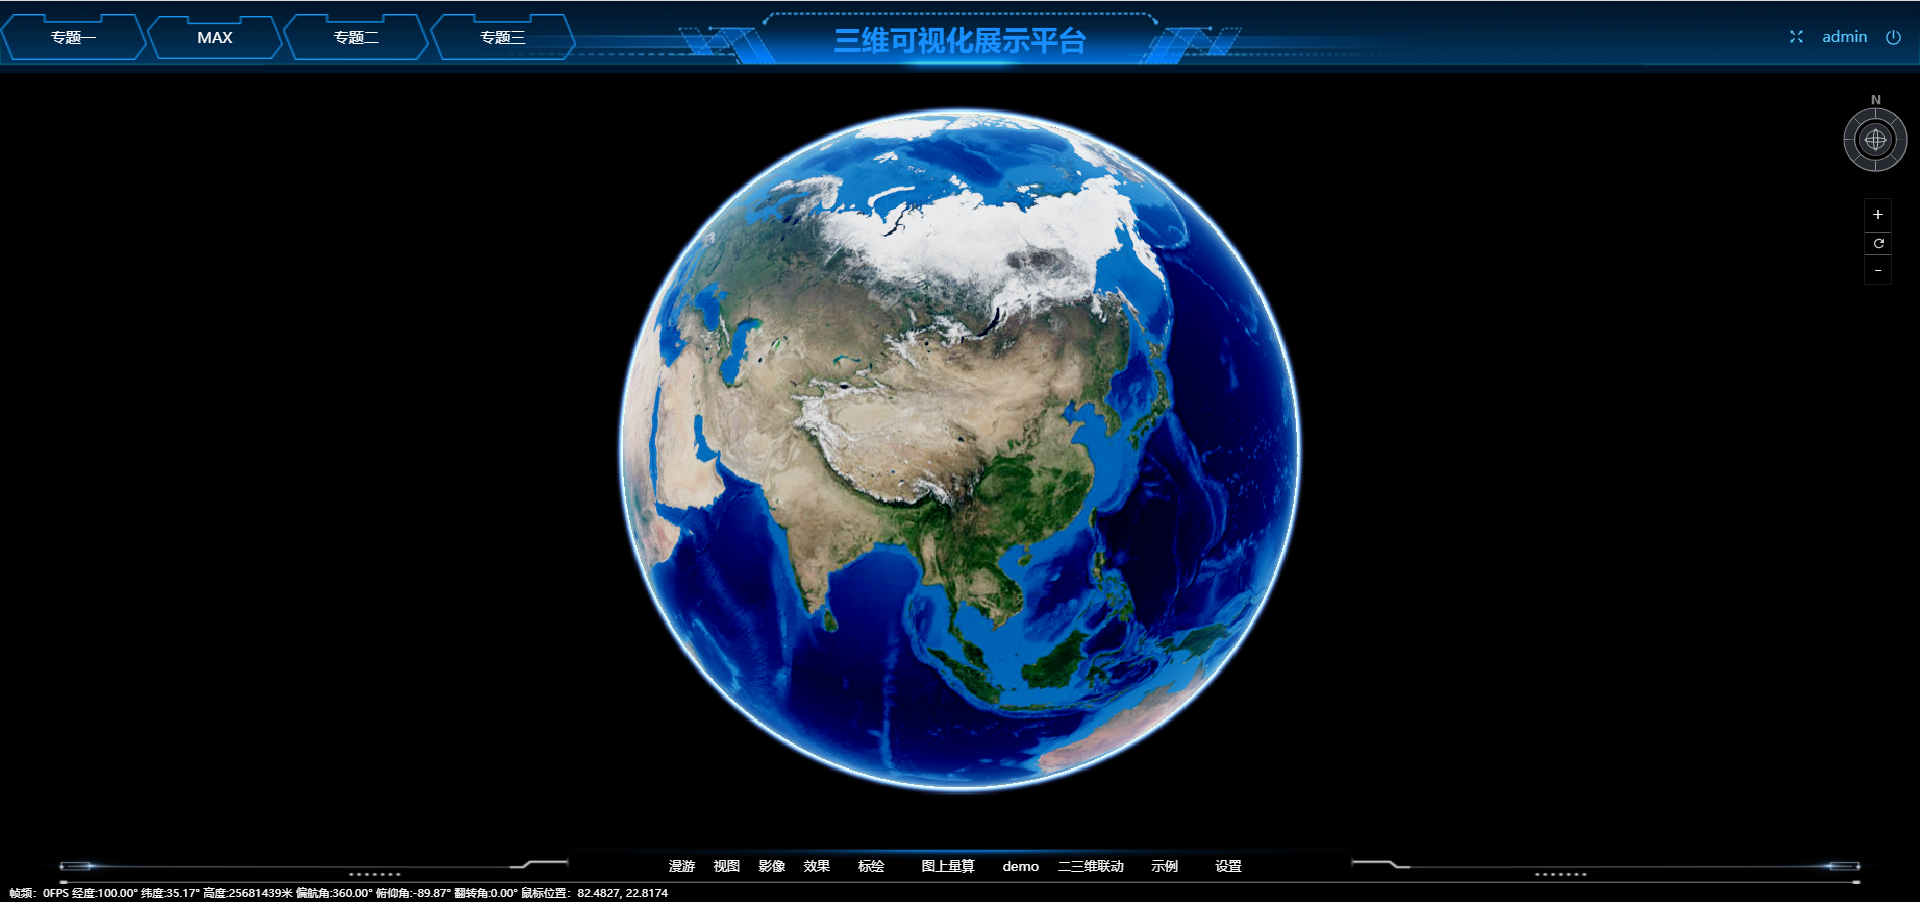 专题一 MAX 专题二 专题三 三维可视化展示平台 admin
N
+
-
漫游 视图 影像 效果 标绘 图上量算 demo 二三维联动 示例 设置
帧频：0FPS 经度:100.00° 纬度:35.17° 高度:25681439米 偏航角:360.00° 俯仰角:-89.87° 翻转角:0.00° 鼠标位置：82.4827, 22.8174